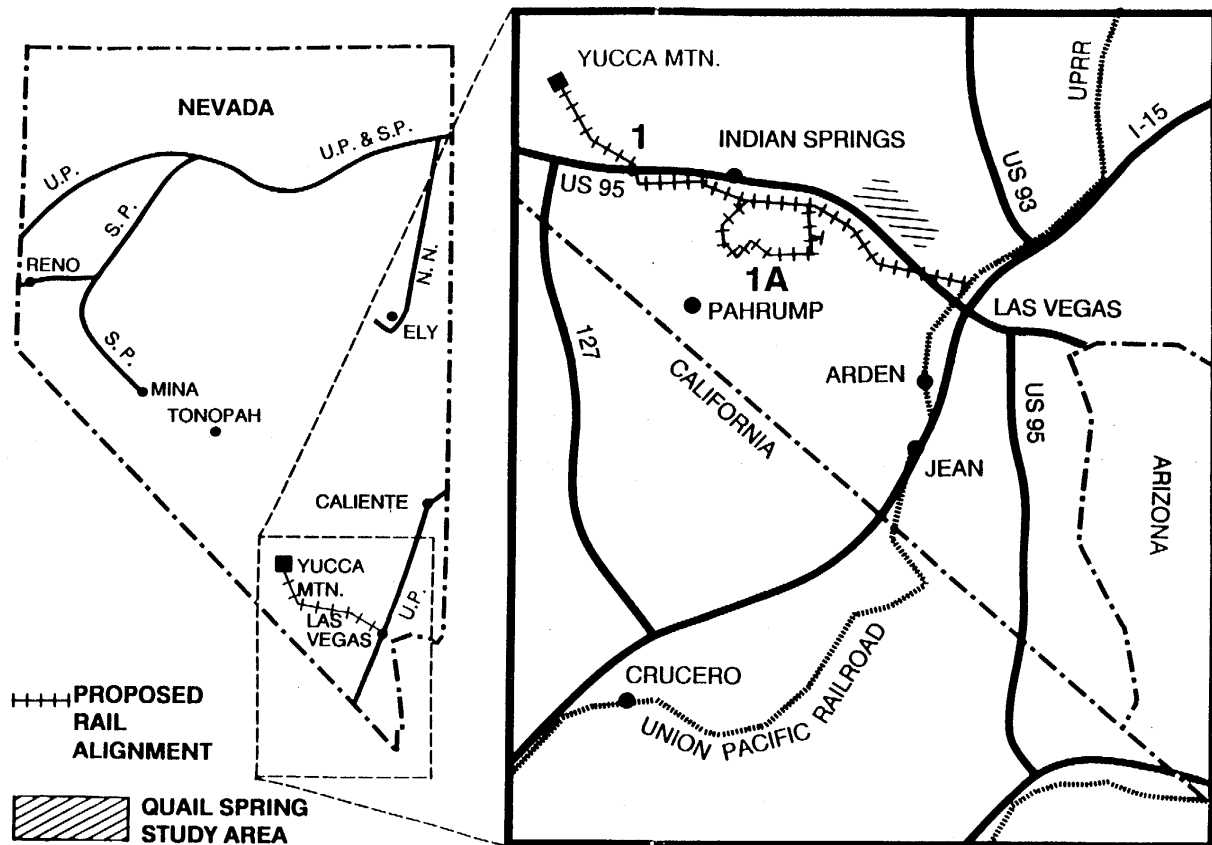 NEVADA
U.P.
S. P.
U.P. & S.P.
N. N.
RENO
ELY
S. P.
MINA
TONOPAH
CALIENTE
YUCCA
MTN.
LAS
VEGAS
U.P.
PROPOSED
RAIL
ALIGNMENT
QUAIL SPRING
STUDY AREA
YUCCA MTN.
1
INDIAN SPRINGS
US 95
1A
PAHRUMP
127
CALIFORNIA
UPRR
I-15
US 93
LAS VEGAS
ARDEN
US 95
JEAN
ARIZONA
CRUCERO
UNION PACIFIC RAILROAD